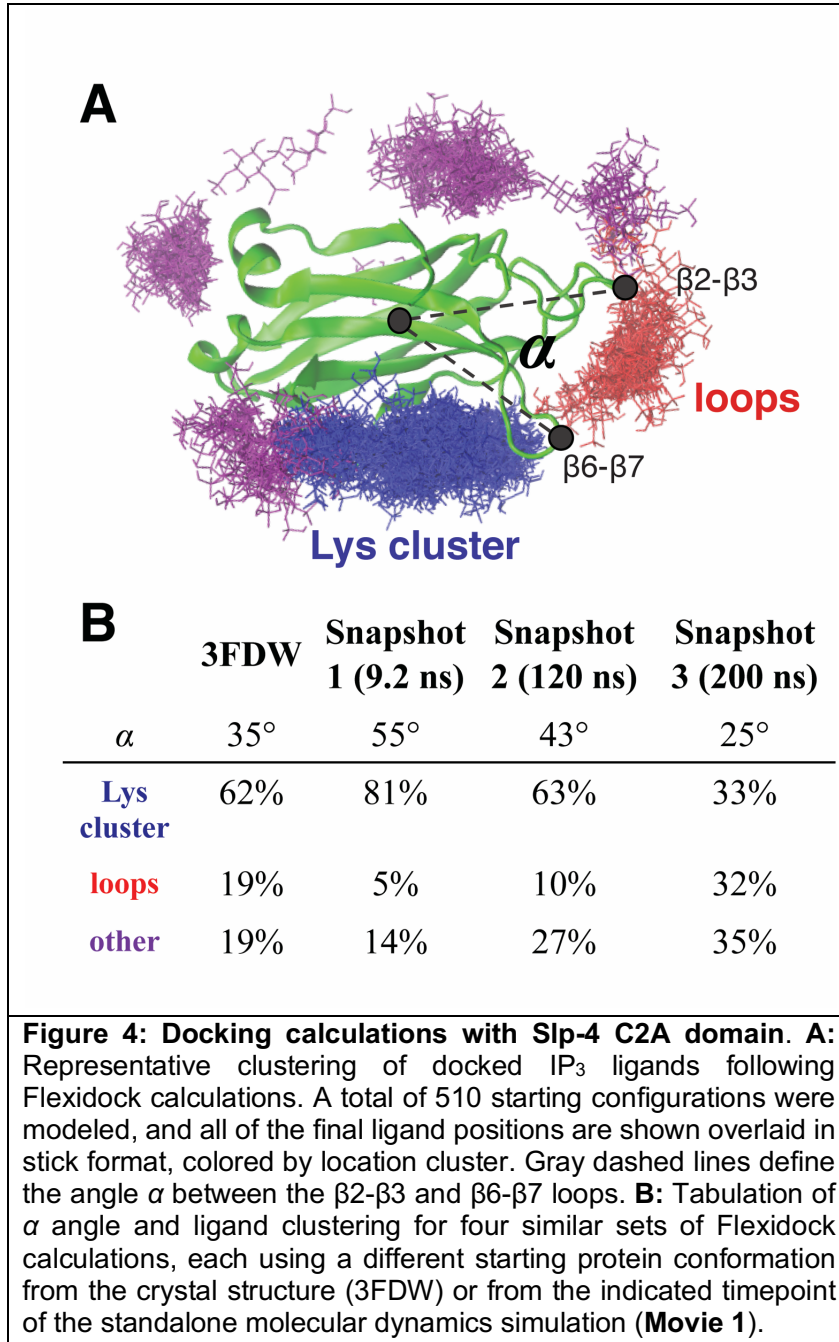 A
β2-β3
α
loops
β6-β7
Lys cluster
B
3FDW
Snapshot 1 (9.2 ns)
Snapshot 2 (120 ns)
Snapshot 3 (200 ns)
α 35° 55° 43° 25°
Lys cluster 62% 81% 63% 33%
loops 19% 5% 10% 32%
other 19% 14% 27% 35%
Figure 4: Docking calculations with Slp-4 C2A domain. A:
Representative clustering of docked IP₃ ligands following
Flexidock calculations. A total of 510 starting configurations were
modeled, and all of the final ligand positions are shown overlaid in
stick format, colored by location cluster. Gray dashed lines define
the angle α between the β2-β3 and β6-β7 loops. B: Tabulation of
α angle and ligand clustering for four similar sets of Flexidock
calculations, each using a different starting protein conformation
from the crystal structure (3FDW) or from the indicated timepoint
of the standalone molecular dynamics simulation (Movie 1).